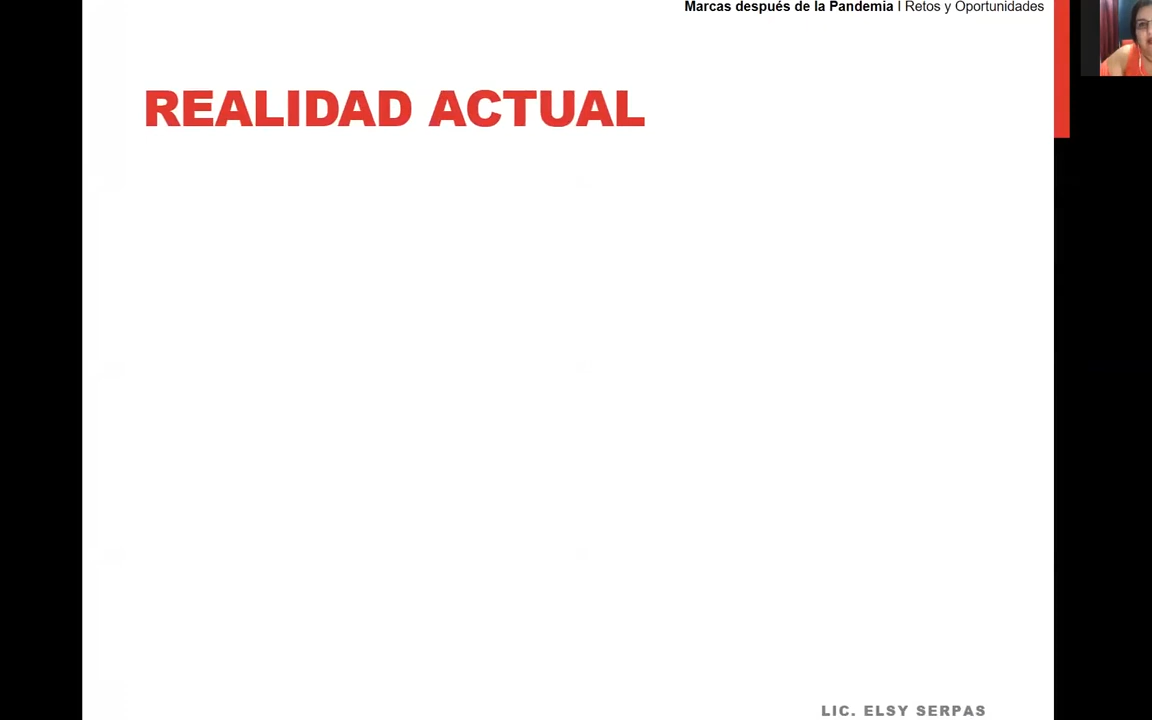 Marcas después de la Pandemia I Retos y Oportunidades
REALIDAD ACTUAL
LIC. ELSY SERPAS